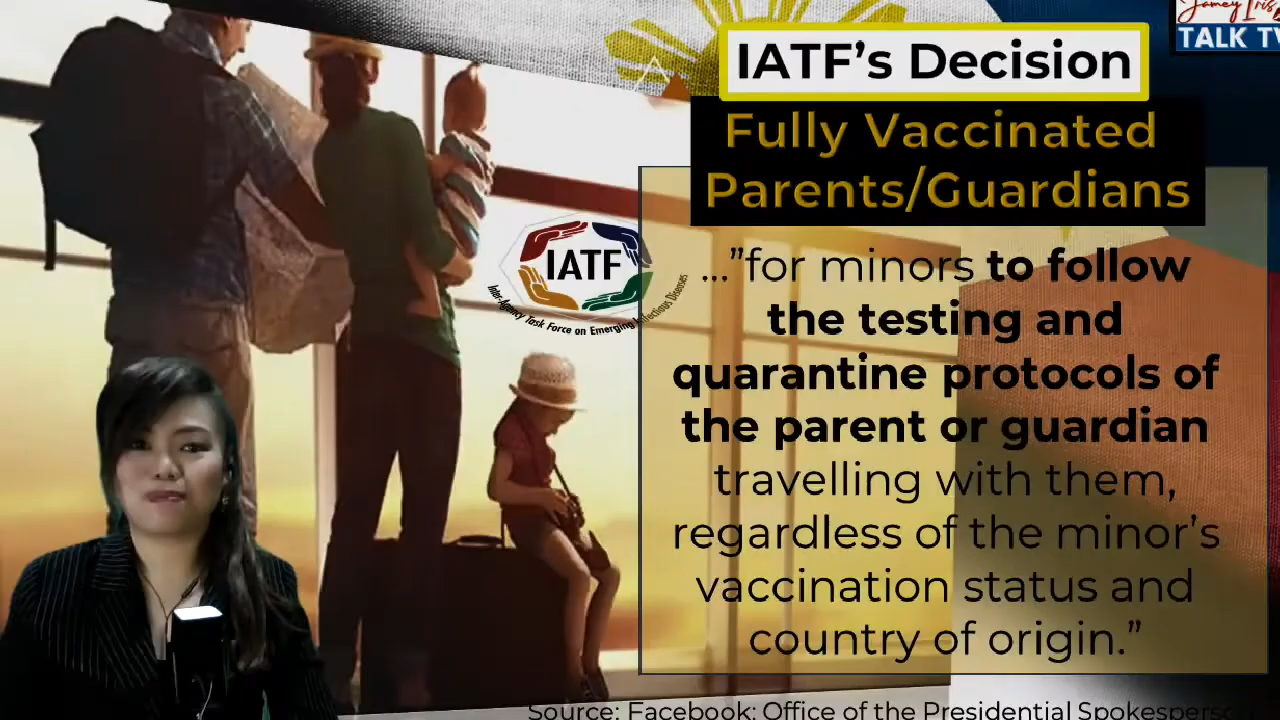 Jamey Iris
TALK TV
IATF's Decision
Fully Vaccinated
Parents/Guardians
IATF
Inter-Agency Task Force on Emerging Infectious Diseases
..."for minors to follow
the testing and
quarantine protocols of
the parent or guardian
travelling with them,
regardless of the minor's
vaccination status and
country of origin."
Source: Facebook: Office of the Presidential